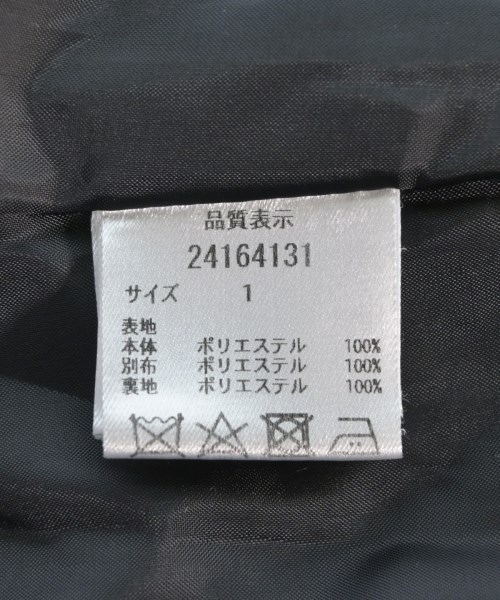 品質表示
24164131
サイズ 1
表地
本体 ポリエステル 100%
別布 ポリエステル 100%
裏地 ポリエステル 100%